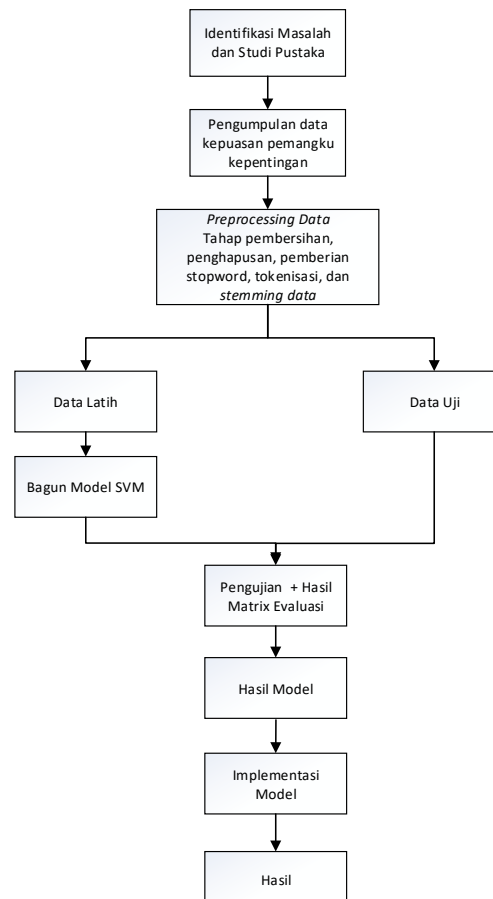 Identifikasi Masalah
dan Studi Pustaka
Pengumpulan data
kepuasan pemangku
kepentingan
Preprocessing Data
Tahap pembersihan,
penghapusan, pemberian
stopword, tokenisasi, dan
stemming data
Data Latih
Data Uji
Bagun Model SVM
Pengujian + Hasil
Matrix Evaluasi
Hasil Model
Implementasi
Model
Hasil